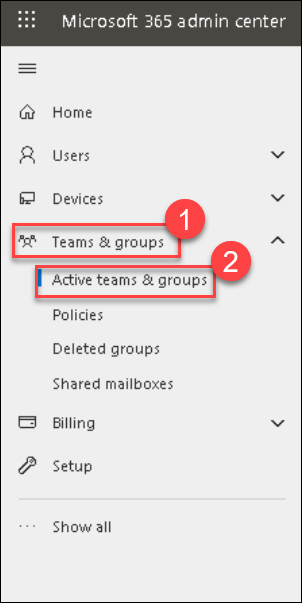 Microsoft 365 admin center
Home
Users
Devices
1
Teams & groups
2
Active teams & groups
Policies
Deleted groups
Shared mailboxes
Billing
Setup
Show all